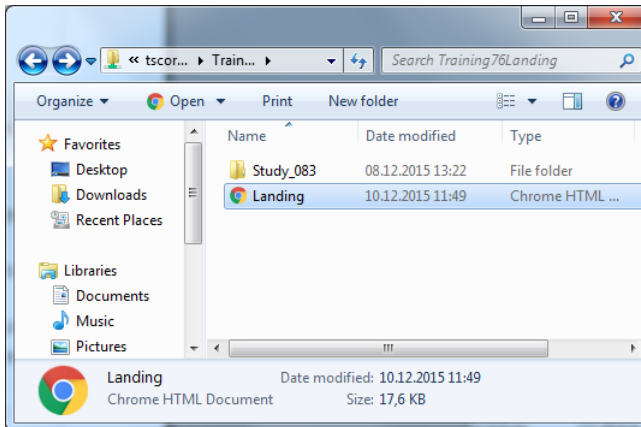 « tscor... ▸ Train... ▸ Search Training76Landing
Organize Open Print New folder
Favorites
Desktop
Downloads
Recent Places
Libraries
Documents
Music
Pictures
Name Date modified Type
Study_083 08.12.2015 13:22 File folder
Landing 10.12.2015 11:49 Chrome HTML ...
Landing Date modified: 10.12.2015 11:49
Chrome HTML Document Size: 17,6 KB